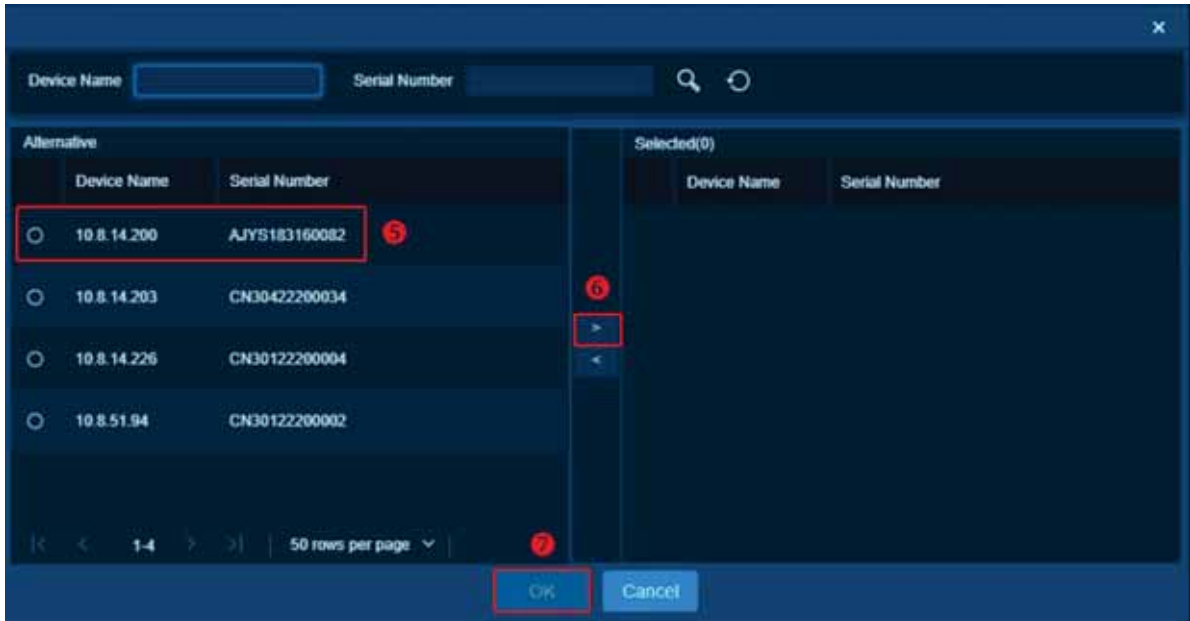 ×
Device Name Serial Number
Alternative Selected(0)
Device Name Serial Number Device Name Serial Number
10.8.14.200 AJYS183160082 5
10.8.14.203 CN30422200034 6
>
10.8.14.226 CN30122200004 <
10.8.51.94 CN30122200002
|< < 1-4 > >| 50 rows per page 7
OK Cancel